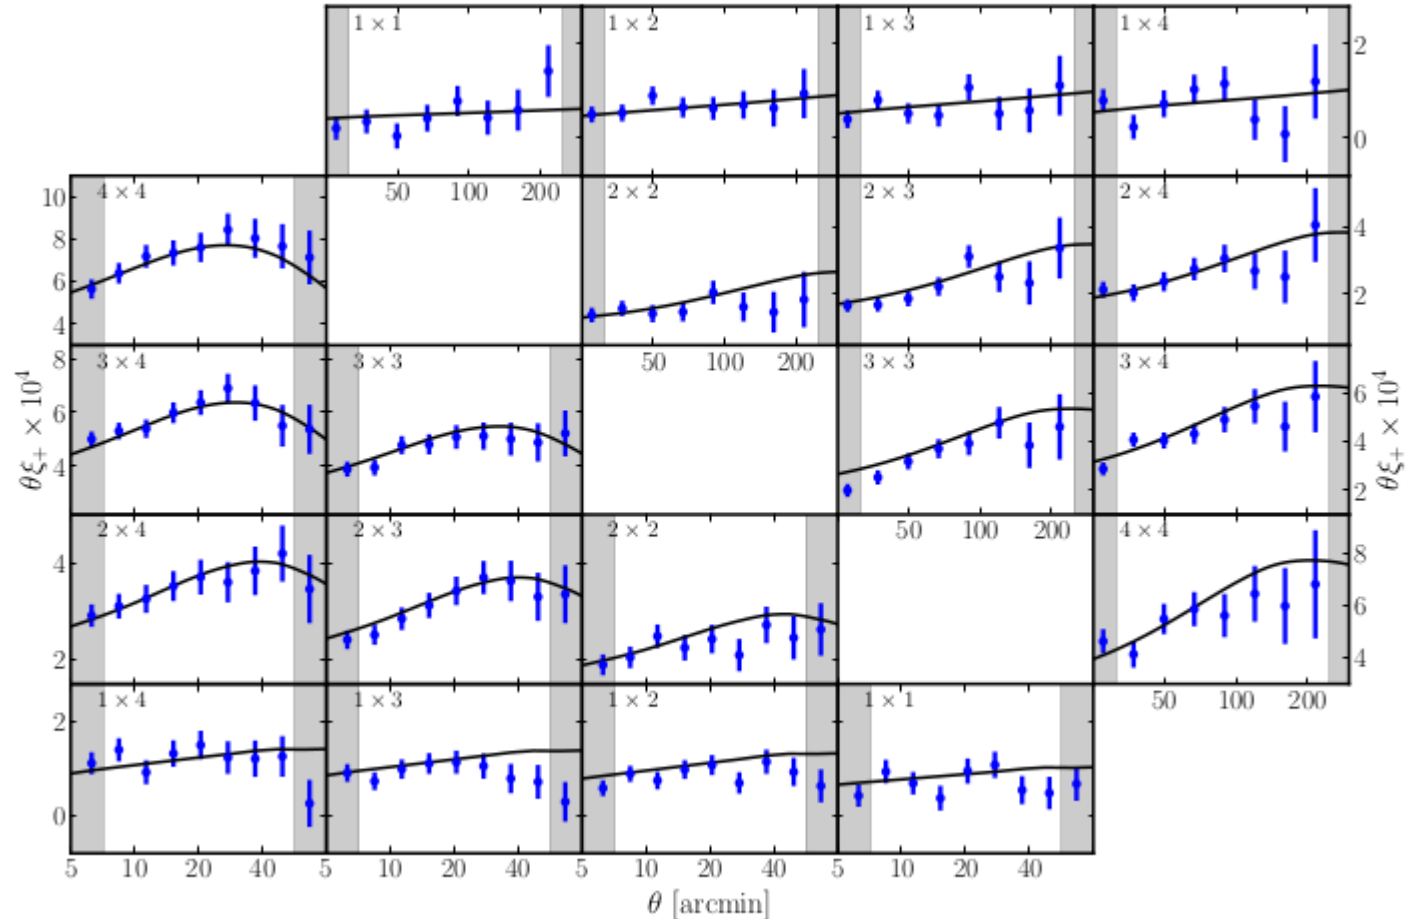 1 × 1 1 × 2 1 × 3 1 × 4 2
0
50 100 200
10 4 × 4 2 × 2 2 × 3 2 × 4
8 4
6 2
4
50 100 200
8 3 × 4 3 × 3 3 × 3 3 × 4
6 6
4 4
2
θξ₊ × 10⁴
θξ₊ × 10⁴
50 100 200
2 × 4 2 × 3 2 × 2 4 × 4
4 8
6
2 4
50 100 200
1 × 4 1 × 3 1 × 2 1 × 1
2
0
5 10 20 40 5 10 20 40 5 10 20 40 5 10 20 40
θ [arcmin]